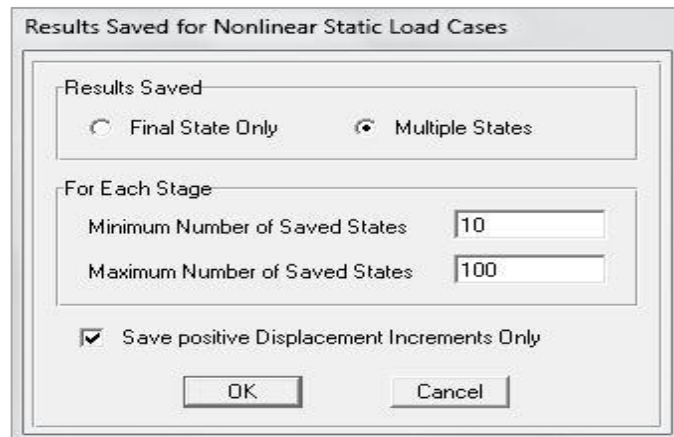 Results Saved for Nonlinear Static Load Cases
Results Saved
Final State Only Multiple States
For Each Stage
Minimum Number of Saved States 10
Maximum Number of Saved States 100
Save positive Displacement Increments Only
OK Cancel